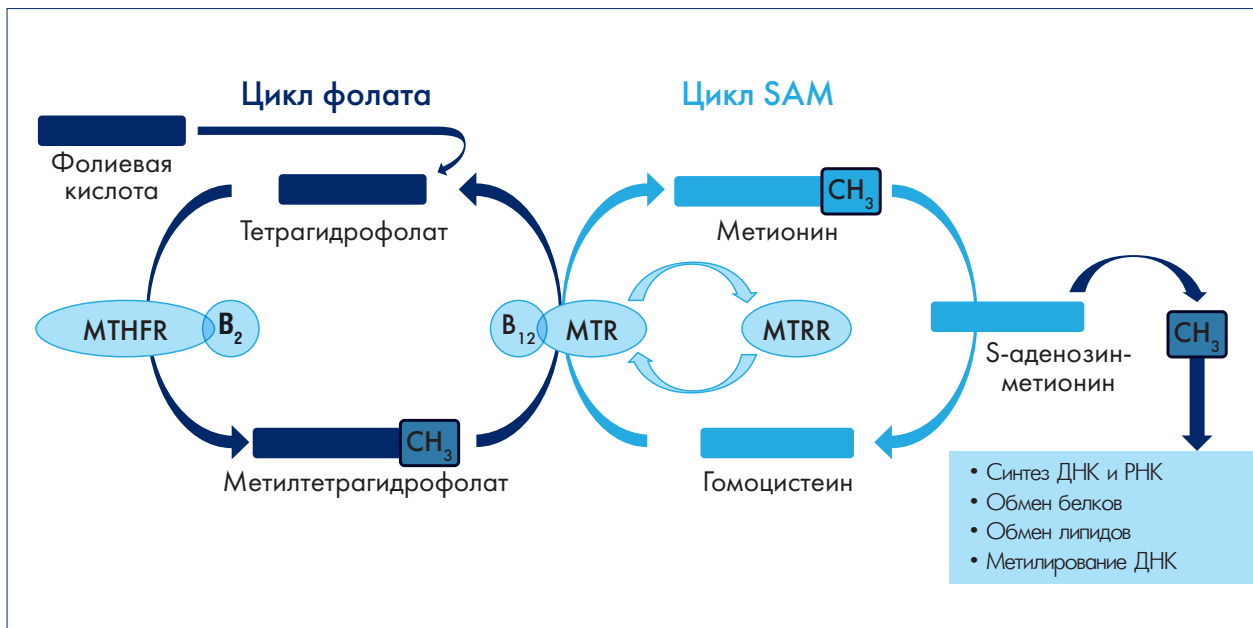 Цикл фолата
Цикл SAM
Фолиевая
кислота
Тетрагидрофолат
CH3
Метионин
MTHFR
B2
B12
MTR
MTRR
S-аденозин-
метионин
CH3
CH3
Метилтетрагидрофолат
Гомоцистеин
• Синтез ДНК и РНК
• Обмен белков
• Обмен липидов
• Метилирование ДНК